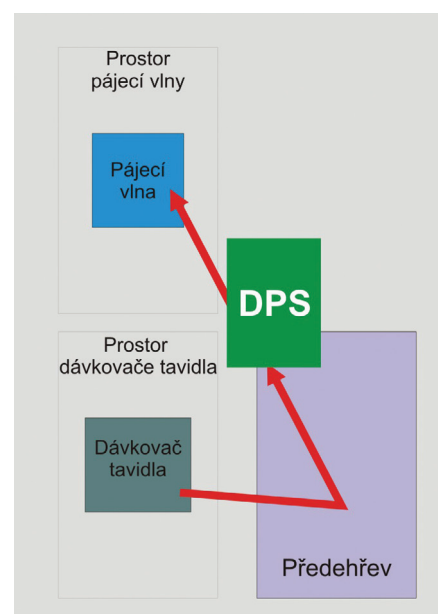 Prostor
pájecí vlny
Pájecí
vlna
DPS
Prostor
dávkovače tavidla
Dávkovač
tavidla
Předehřev